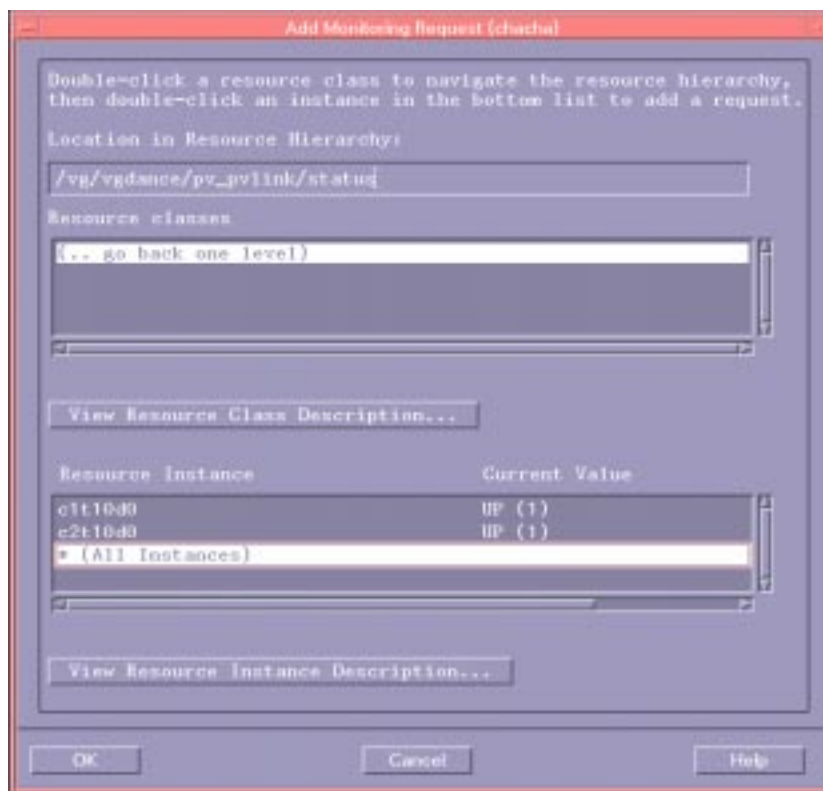 Add Monitoring Request (chacha)
Double-click a resource class to navigate the resource hierarchy,
then double-click an instance in the bottom list to add a request.
Location in Resource Hierarchy:
/vg/vgdance/pv_pvlink/status
Resource classes
(.. go back one level)
View Resource Class Description...
Resource Instance Current Value
c1t10d0 UP (1)
c2t10d0 UP (1)
* (All Instances)
View Resource Instance Description...
OK Cancel Help